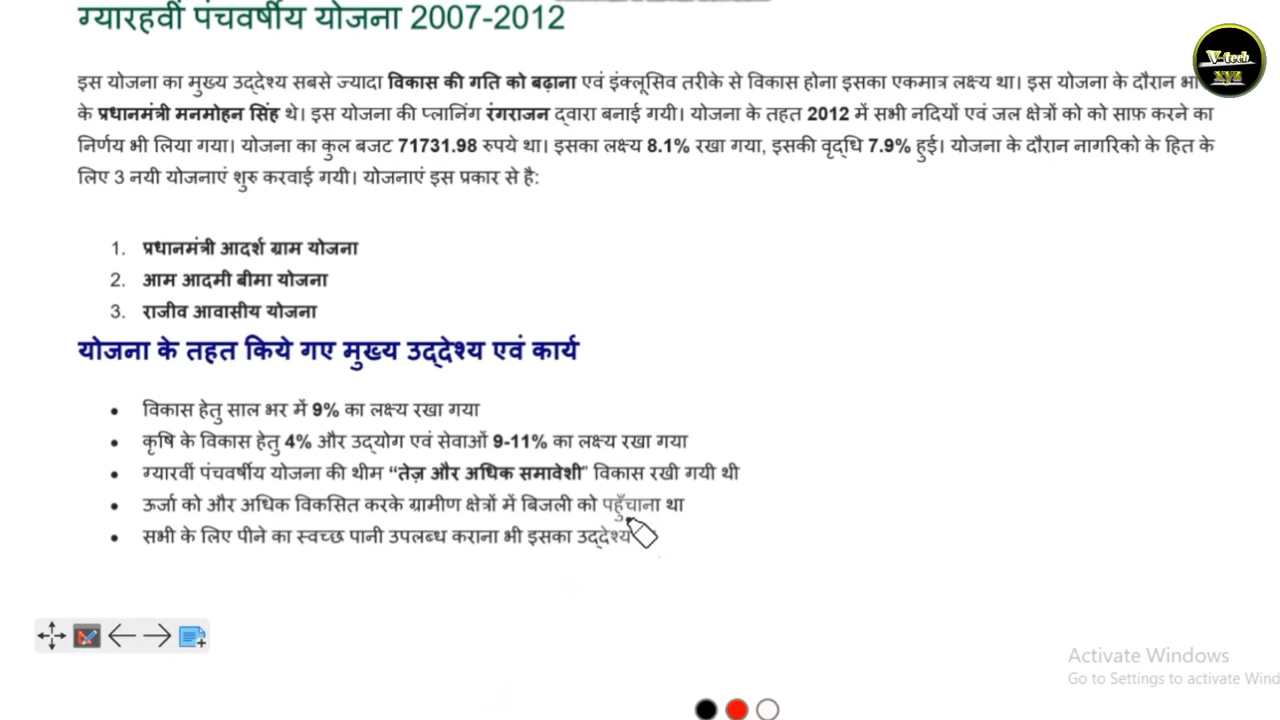 ग्यारहवीं पंचवर्षीय योजना 2007-2012
V-tech
xyz
इस योजना का मुख्य उद्देश्य सबसे ज्यादा विकास की गति को बढ़ाना एवं इंक्लूसिव तरीके से विकास होना इसका एकमात्र लक्ष्य था। इस योजना के दौरान
के प्रधानमंत्री मनमोहन सिंह थे। इस योजना की प्लानिंग रंगराजन द्वारा बनाई गयी। योजना के तहत 2012 में सभी नदियों एवं जल क्षेत्रों को को साफ़ करने का
निर्णय भी लिया गया। योजना का कुल बजट 71731.98 रुपये था। इसका लक्ष्य 8.1% रखा गया, इसकी वृद्धि 7.9% हुई। योजना के दौरान नागरिको के हित के
लिए 3 नयी योजनाएं शुरु करवाई गयी। योजनाएं इस प्रकार से है:
1. प्रधानमंत्री आदर्श ग्राम योजना
2. आम आदमी बीमा योजना
3. राजीव आवासीय योजना
योजना के तहत किये गए मुख्य उद्देश्य एवं कार्य
• विकास हेतु साल भर में 9% का लक्ष्य रखा गया
• कृषि के विकास हेतु 4% और उद्योग एवं सेवाओं 9-11% का लक्ष्य रखा गया
• ग्यारवीं पंचवर्षीय योजना की थीम “तेज़ और अधिक समावेशी” विकास रखी गयी थी
• ऊर्जा को और अधिक विकसित करके ग्रामीण क्षेत्रों में बिजली को पहुँचाना था
• सभी के लिए पीने का स्वच्छ पानी उपलब्ध कराना भी इसका उद्देश्य
Activate Windows
Go to Settings to activate Wind